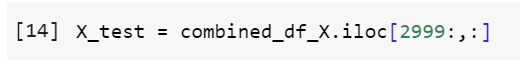 [14] X_test = combined_df_X.iloc[2999:,:]